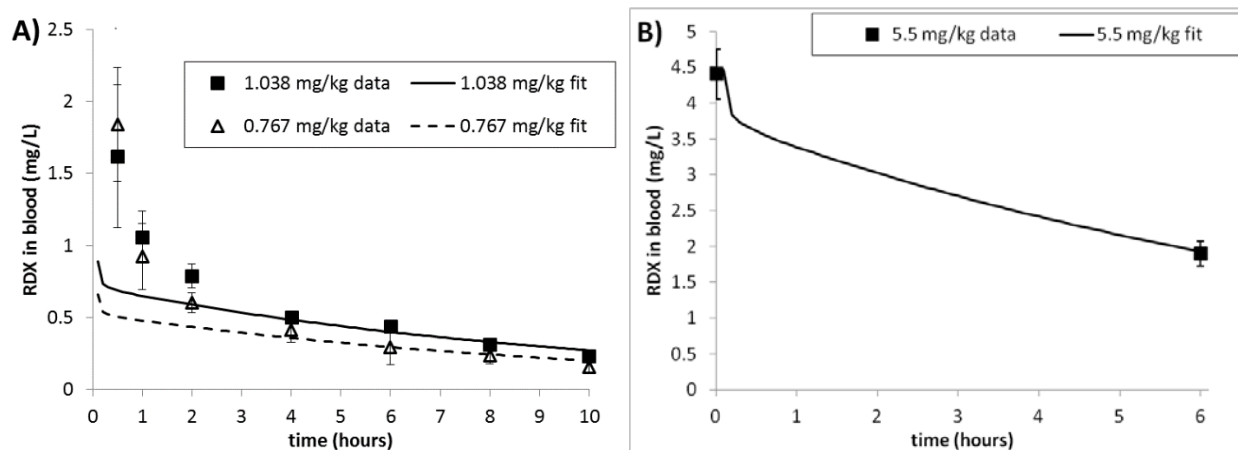 A)
2.5
2
1.5
1
0.5
0
RDX in blood (mg/L)
1.038 mg/kg data 1.038 mg/kg fit
0.767 mg/kg data 0.767 mg/kg fit
0 1 2 3 4 5 6 7 8 9 10
time (hours)
B)
5
4.5
4
3.5
3
2.5
2
1.5
1
0.5
0
RDX in blood (mg/L)
5.5 mg/kg data 5.5 mg/kg fit
0 1 2 3 4 5 6
time (hours)